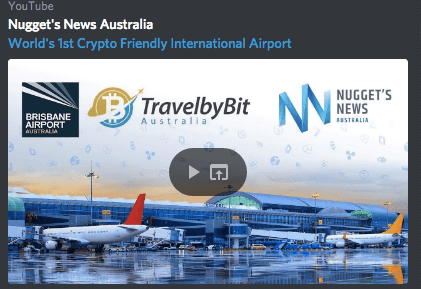 YouTube
Nugget's News Australia
World's 1st Crypto Friendly International Airport
BRISBANE
AIRPORT
AUSTRALIA
TravelbyBit
Australia
NUGGET'S
NEWS
AUSTRALIA